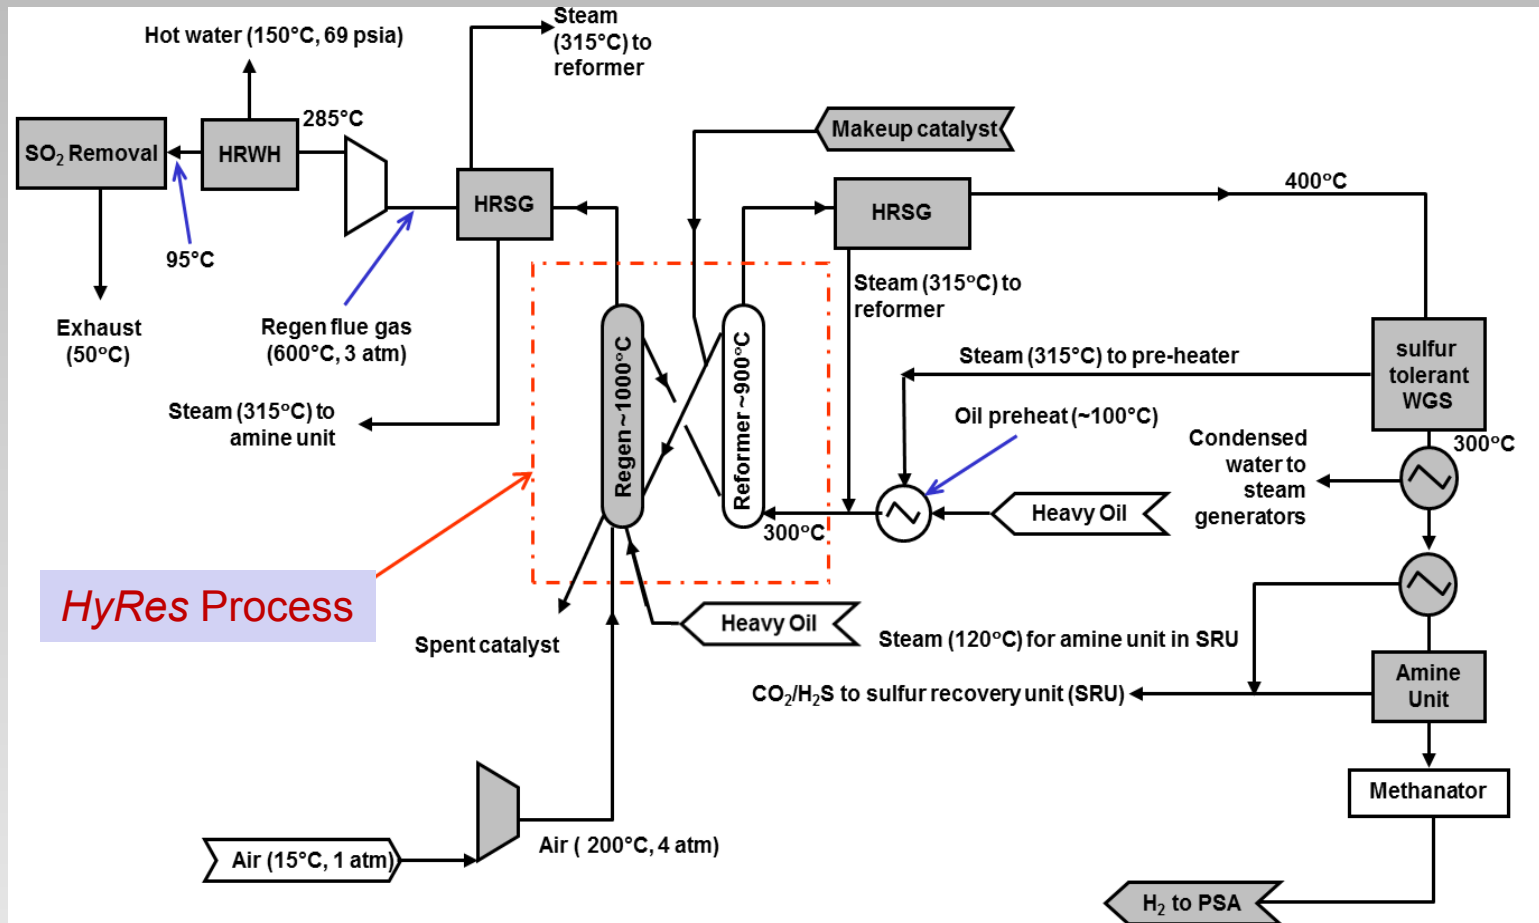 Steam
(315°C) to
reformer
Hot water (150°C, 69 psia)
285°C
SO₂ Removal
HRWH
HRSG
Makeup catalyst
HRSG
400°C
95°C
Exhaust
(50°C)
Regen flue gas
(600°C, 3 atm)
Steam (315°C) to
reformer
Steam (315°C) to
amine unit
Regen ~1000°C
Reformer ~900°C
Steam (315°C) to pre-heater
sulfur
tolerant
WGS
Oil preheat (~100°C)
300°C
Condensed
water to
steam
generators
Heavy Oil
300°C
HyRes Process
Heavy Oil
Spent catalyst
Steam (120°C) for amine unit in SRU
CO₂/H₂S to sulfur recovery unit (SRU)
Amine
Unit
Methanator
Air (15°C, 1 atm)
Air ( 200°C, 4 atm)
H₂ to PSA